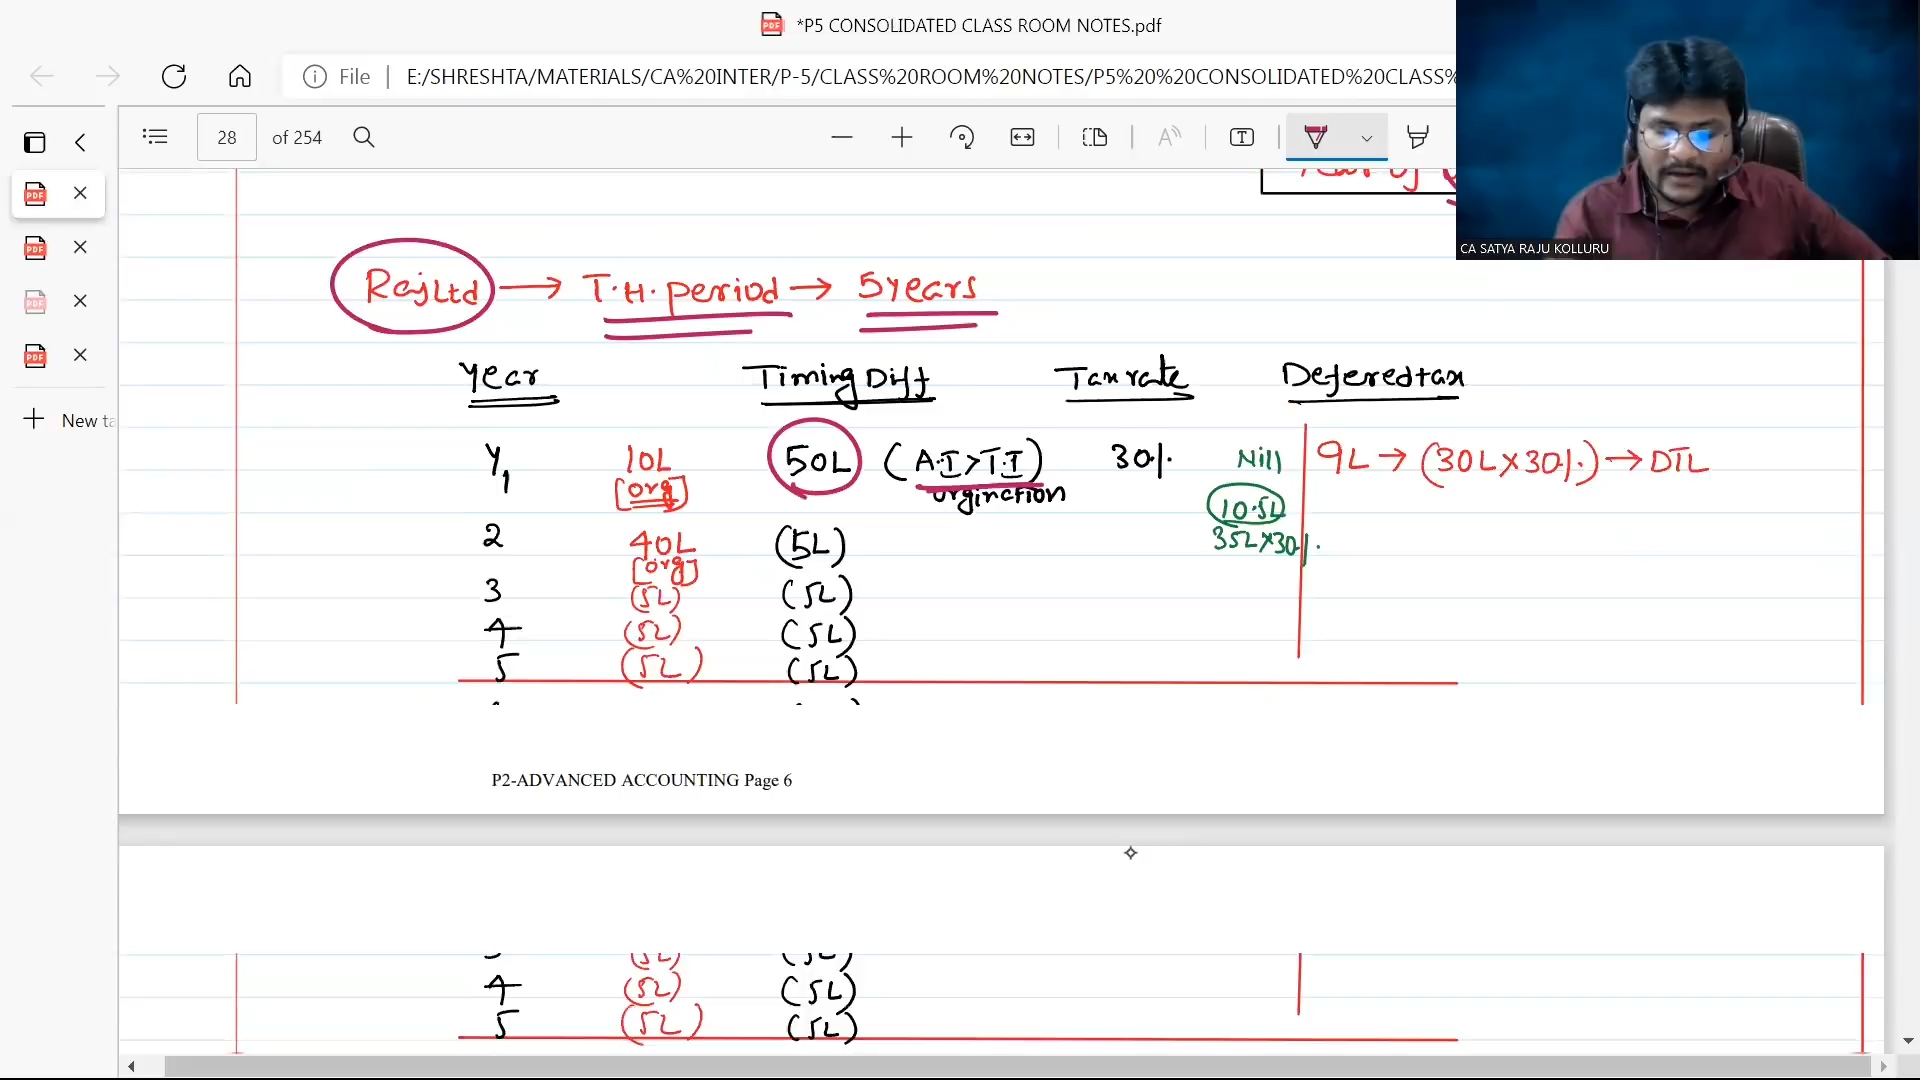 *P5 CONSOLIDATED CLASS ROOM NOTES.pdf
File | E:/SHRESHTA/MATERIALS/CA%20INTER/P-5/CLASS%20ROOM%20NOTES/P5%20%20CONSOLIDATED%20CLASS%
28 of 254
CA SATYA RAJU KOLLURU
New ta
Raj Ltd → T.H. period → 5 years
Year Timing Diff Tax rate Defered tax
Y1 10L 50L (A.I>T.I) 30% Nill 9L → (30L×30%) → DTL
[org] orgination 10.5L
2 40L (5L) 35L×30%.
[org]
3 (5L) (5L)
4 (5L) (5L)
5 (5L) (5L)
P2-ADVANCED ACCOUNTING Page 6
4 (5L) (5L)
5 (5L) (5L)